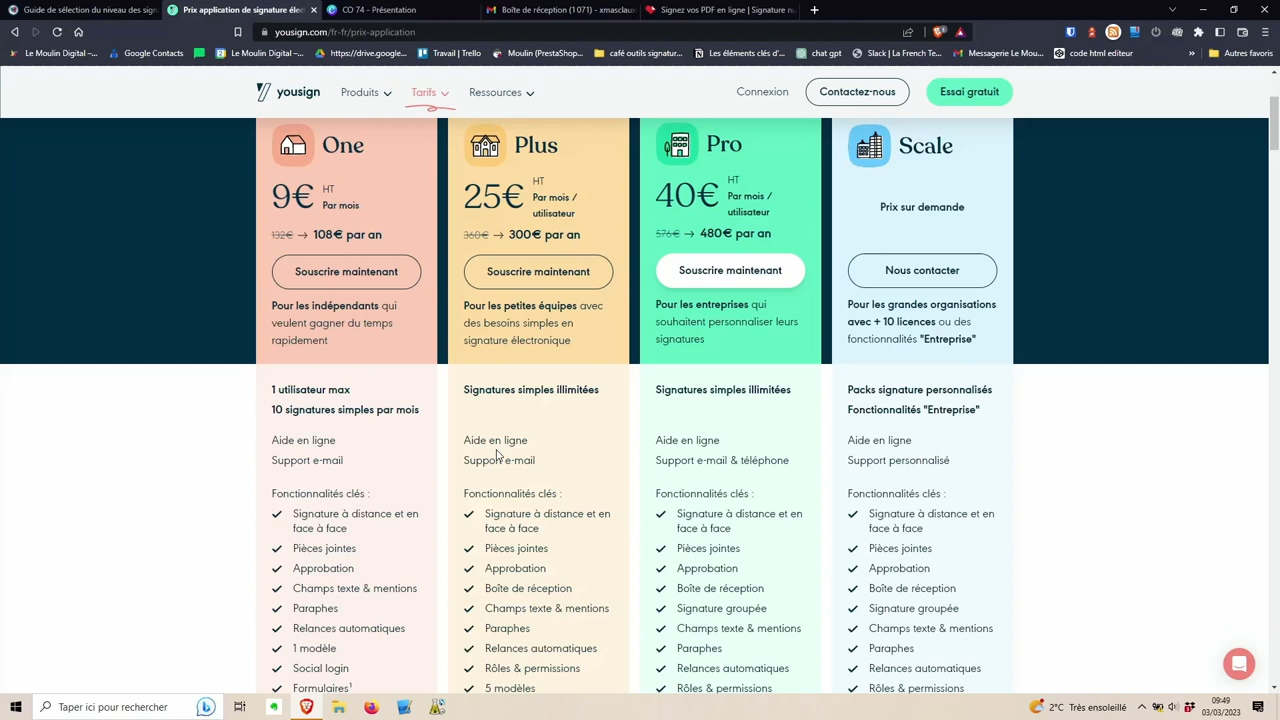 Guide de sélection du niveau des sign
Prix application de signature élec
CO 74 - Présentation
Boîte de réception (1 071) - xmasclau
Signez vos PDF en ligne | Signature nu
yousign.com/fr-fr/prix-application
Le Moulin Digital...
Google Contacts
https://drive.google...
Travail | Trello
Moulin (PrestaShop...
café outils signatur...
Les éléments clés d'...
chat gpt
Slack | Le French Te...
Messagerie Le Mou...
code html editeur
Autres favoris
yousign
Produits
Tarifs
Ressources
Connexion
Contactez-nous
Essai gratuit
One
9€ HT
Par mois
132€ → 108€ par an
Souscrire maintenant
Pour les indépendants qui
veulent gagner du temps
rapidement
1 utilisateur max
10 signatures simples par mois
Aide en ligne
Support e-mail
Fonctionnalités clés :
Signature à distance et en
face à face
Pièces jointes
Approbation
Champs texte & mentions
Paraphes
Relances automatiques
1 modèle
Social login
Formulaires¹
Plus
25€ HT
Par mois /
utilisateur
360€ → 300€ par an
Souscrire maintenant
Pour les petites équipes avec
des besoins simples en
signature électronique
Signatures simples illimitées
Aide en ligne
Support e-mail
Fonctionnalités clés :
Signature à distance et en
face à face
Pièces jointes
Approbation
Boîte de réception
Champs texte & mentions
Paraphes
Relances automatiques
Rôles & permissions
5 modèles
Pro
40€ HT
Par mois /
utilisateur
576€ → 480€ par an
Souscrire maintenant
Pour les entreprises qui
souhaitent personnaliser leurs
signatures
Signatures simples illimitées
Aide en ligne
Support e-mail & téléphone
Fonctionnalités clés :
Signature à distance et en
face à face
Pièces jointes
Approbation
Boîte de réception
Signature groupée
Champs texte & mentions
Paraphes
Relances automatiques
Rôles & permissions
Scale
Prix sur demande
Nous contacter
Pour les grandes organisations
avec + 10 licences ou des
fonctionnalités "Entreprise"
Packs signature personnalisés
Fonctionnalités "Entreprise"
Aide en ligne
Support personnalisé
Fonctionnalités clés :
Signature à distance et en
face à face
Pièces jointes
Approbation
Boîte de réception
Signature groupée
Champs texte & mentions
Paraphes
Relances automatiques
Rôles & permissions
Taper ici pour rechercher
2°C Très ensoleillé
09:49
03/03/2023